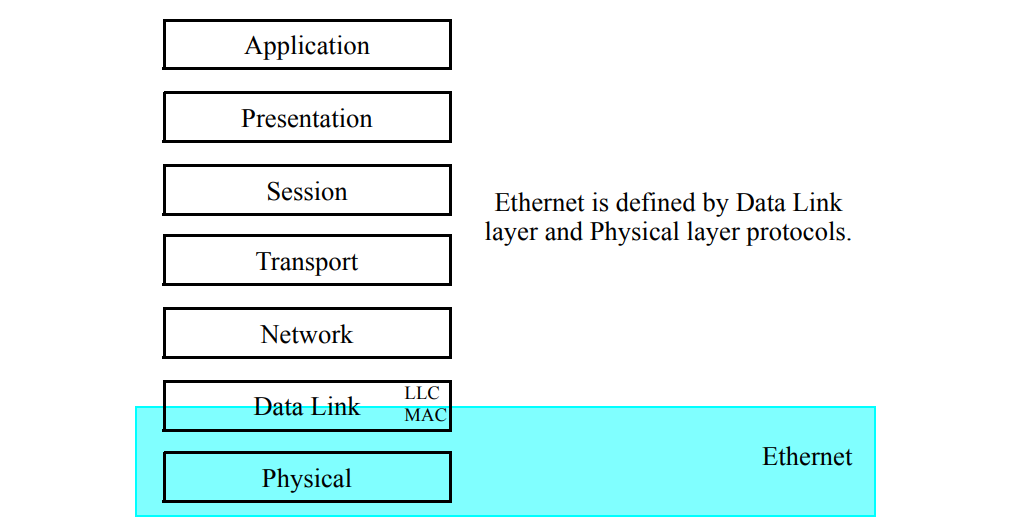 Application
Presentation
Session
Ethernet is defined by Data Link
layer and Physical layer protocols.
Transport
Network
Data Link
LLC
MAC
Ethernet
Physical